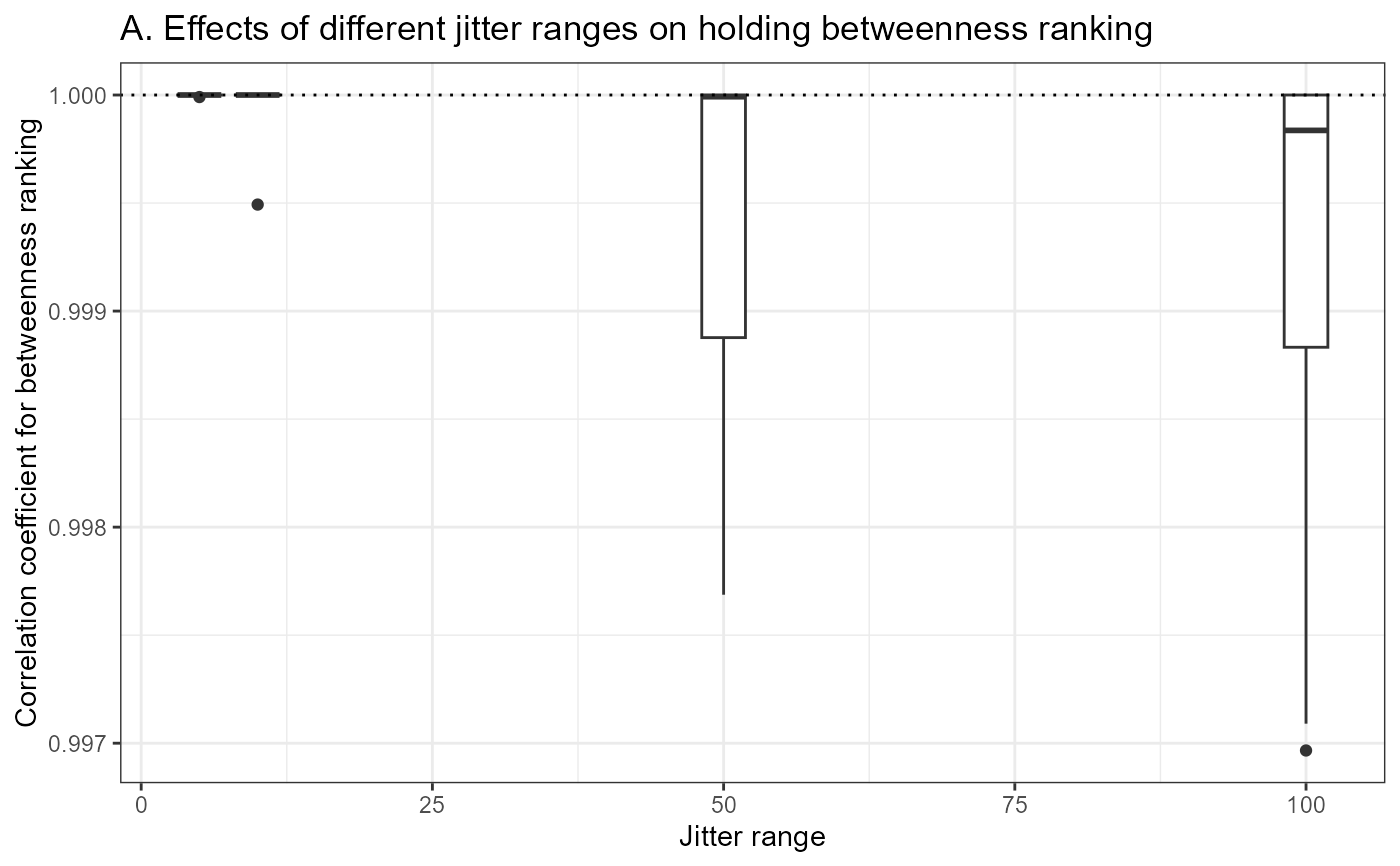 A. Effects of different jitter ranges on holding betweenness ranking
Correlation coefficient for betweenness ranking
1.000
0.999
0.998
0.997
0 25 50 75 100
Jitter range